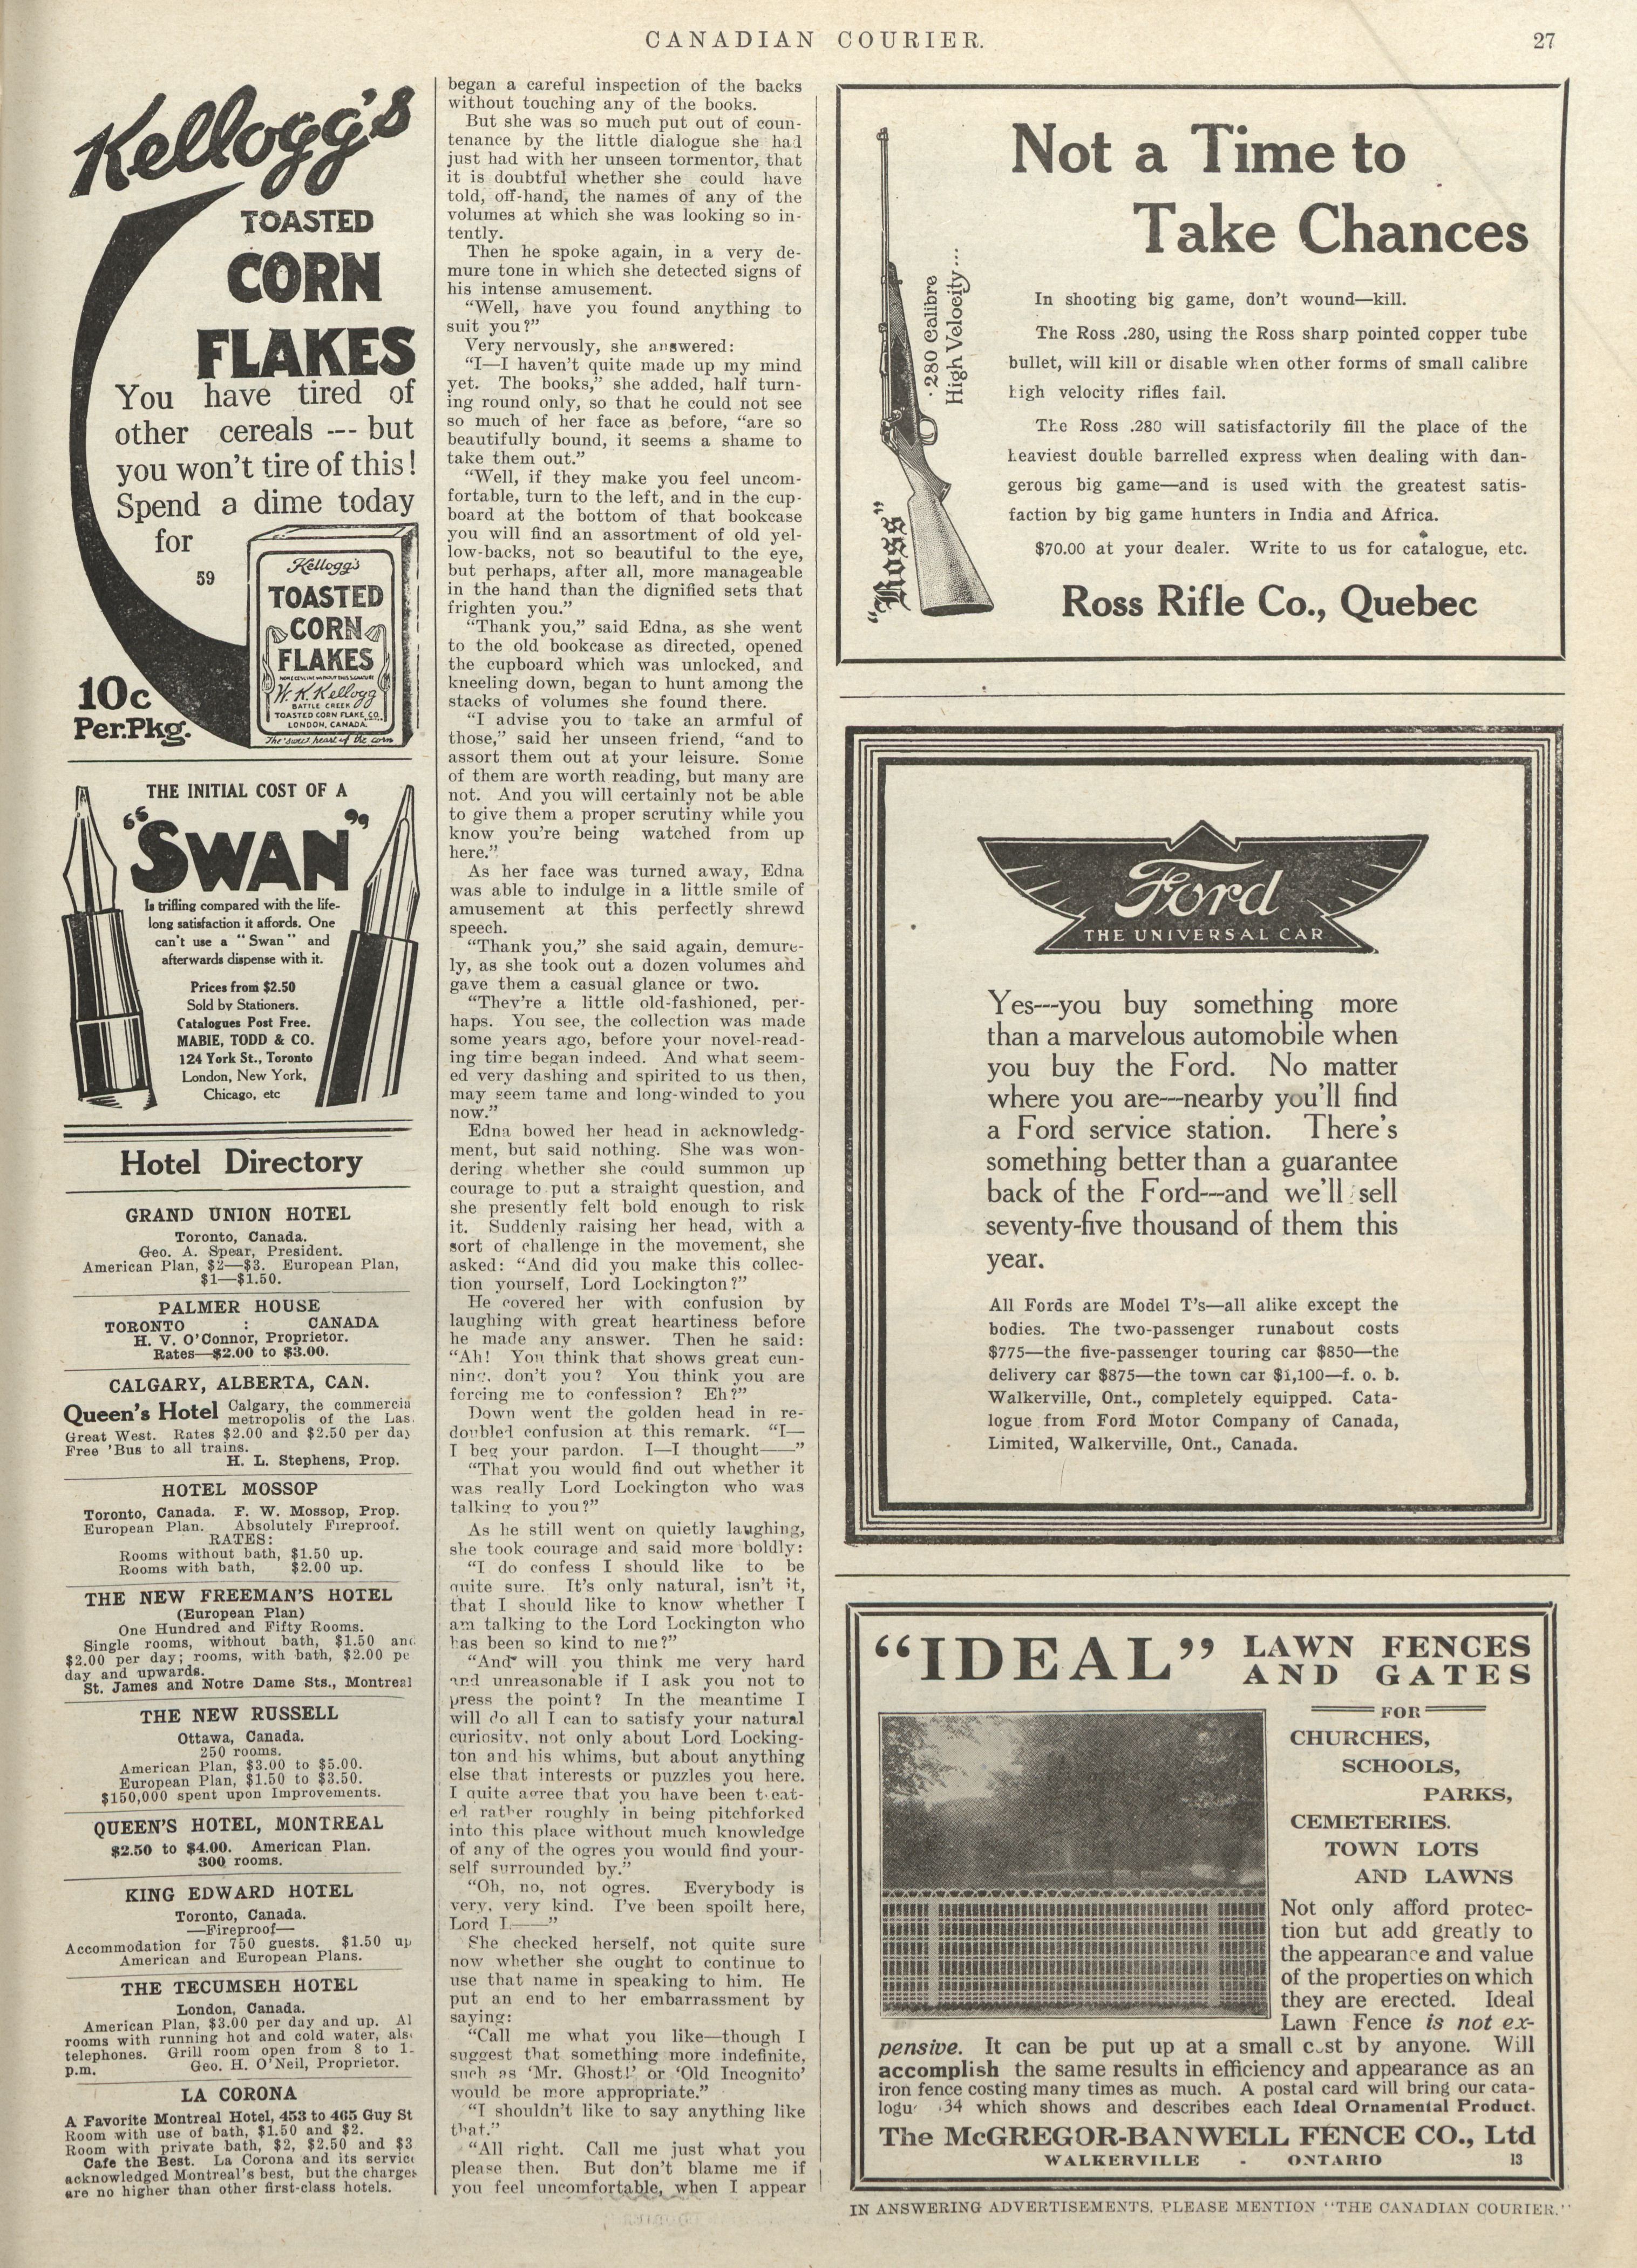 CANADIAN COURIER.
27
Kellogg's
TOASTED
CORN
FLAKES
You have tired of
other cereals --- but
you won't tire of this!
Spend a dime today
for
59
Kellogg's
TOASTED
CORN
FLAKES
W. K. Kellogg
BATTLE CREEK
TOASTED CORN FLAKE CO.
LONDON, CANADA.
The sweet heart of the corn
10c
Per.Pkg.
THE INITIAL COST OF A
"SWAN"
Is trifling compared with the life-
long satisfaction it affords. One
can't use a "Swan" and
afterwards dispense with it.
Prices from $2.50
Sold by Stationers.
Catalogues Post Free.
MABIE, TODD & CO.
124 York St., Toronto
London, New York,
Chicago, etc
Hotel Directory
GRAND UNION HOTEL
Toronto, Canada.
Geo. A. Spear, President.
American Plan, $2—$3. European Plan,
$1—$1.50.
PALMER HOUSE
TORONTO : CANADA
H. V. O'Connor, Proprietor.
Rates—$2.00 to $3.00.
CALGARY, ALBERTA, CAN.
Queen's Hotel Calgary, the commercia
metropolis of the Las
Great West. Rates $2.00 and $2.50 per day
Free 'Bus to all trains.
H. L. Stephens, Prop.
HOTEL MOSSOP
Toronto, Canada. F. W. Mossop, Prop.
European Plan. Absolutely Fireproof.
RATES:
Rooms without bath, $1.50 up.
Rooms with bath, $2.00 up.
THE NEW FREEMAN'S HOTEL
(European Plan)
One Hundred and Fifty Rooms.
Single rooms, without bath, $1.50 and
$2.00 per day; rooms, with bath, $2.00 pe
day and upwards.
St. James and Notre Dame Sts., Montreal
THE NEW RUSSELL
Ottawa, Canada.
250 rooms.
American Plan, $3.00 to $5.00.
European Plan, $1.50 to $3.50.
$150,000 spent upon Improvements.
QUEEN'S HOTEL, MONTREAL
$2.50 to $4.00. American Plan.
300 rooms.
KING EDWARD HOTEL
Toronto, Canada.
—Fireproof—
Accommodation for 750 guests. $1.50 up
American and European Plans.
THE TECUMSEH HOTEL
London, Canada.
American Plan, $3.00 per day and up. Al
rooms with running hot and cold water, als
telephones. Grill room open from 8 to 1
p.m. Geo. H. O'Neil, Proprietor.
LA CORONA
A Favorite Montreal Hotel, 453 to 465 Guy St
Room with use of bath, $1.50 and $2.
Room with private bath, $2, $2.50 and $3
Cafe the Best. La Corona and its service
acknowledged Montreal's best, but the charges
are no higher than other first-class hotels.
began a careful inspection of the backs
without touching any of the books.
But she was so much put out of coun-
tenance by the little dialogue she had
just had with her unseen tormentor, that
it is doubtful whether she could have
told, off-hand, the names of any of the
volumes at which she was looking so in-
tently.
Then he spoke again, in a very de-
mure tone in which she detected signs of
his intense amusement.
"Well, have you found anything to
suit you?"
Very nervously, she answered:
"I—I haven't quite made up my mind
yet. The books," she added, half turn-
ing round only, so that he could not see
so much of her face as before, "are so
beautifully bound, it seems a shame to
take them out."
"Well, if they make you feel uncom-
fortable, turn to the left, and in the cup-
board at the bottom of that bookcase
you will find an assortment of old yel-
low-backs, not so beautiful to the eye,
but perhaps, after all, more manageable
in the hand than the dignified sets that
frighten you."
"Thank you," said Edna, as she went
to the old bookcase as directed, opened
the cupboard which was unlocked, and
kneeling down, began to hunt among the
stacks of volumes she found there.
"I advise you to take an armful of
those," said her unseen friend, "and to
assort them out at your leisure. Some
of them are worth reading, but many are
not. And you will certainly not be able
to give them a proper scrutiny while you
know you're being watched from up
here."
As her face was turned away, Edna
was able to indulge in a little smile of
amusement at this perfectly shrewd
speech.
"Thank you," she said again, demure-
ly, as she took out a dozen volumes and
gave them a casual glance or two.
"They're a little old-fashioned, per-
haps. You see, the collection was made
some years ago, before your novel-read-
ing time began indeed. And what seem-
ed very dashing and spirited to us then,
may seem tame and long-winded to you
now."
Edna bowed her head in acknowledg-
ment, but said nothing. She was won-
dering whether she could summon up
courage to put a straight question, and
she presently felt bold enough to risk
it. Suddenly raising her head, with a
sort of challenge in the movement, she
asked: "And did you make this collec-
tion yourself, Lord Lockington?"
He covered her with confusion by
laughing with great heartiness before
he made any answer. Then he said:
"Ah! You think that shows great cun-
ning, don't you? You think you are
forcing me to confession? Eh?"
Down went the golden head in re-
doubled confusion at this remark. "I—
I beg your pardon. I—I thought——"
"That you would find out whether it
was really Lord Lockington who was
talking to you?"
As he still went on quietly laughing,
she took courage and said more boldly:
"I do confess I should like to be
quite sure. It's only natural, isn't it,
that I should like to know whether I
am talking to the Lord Lockington who
has been so kind to me?"
"And will you think me very hard
and unreasonable if I ask you not to
press the point? In the meantime I
will do all I can to satisfy your natural
curiosity, not only about Lord Locking-
ton and his whims, but about anything
else that interests or puzzles you here.
I quite agree that you have been treat-
ed rather roughly in being pitchforked
into this place without much knowledge
of any of the ogres you would find your-
self surrounded by."
"Oh, no, not ogres. Everybody is
very, very kind. I've been spoilt here,
Lord L——"
She checked herself, not quite sure
now whether she ought to continue to
use that name in speaking to him. He
put an end to her embarrassment by
saying:
"Call me what you like—though I
suggest that something more indefinite,
such as 'Mr. Ghost!' or 'Old Incognito'
would be more appropriate."
"I shouldn't like to say anything like
that."
"All right. Call me just what you
please then. But don't blame me if
you feel uncomfortable, when I appear
Not a Time to
Take Chances
.280 Calibre
High Velocity...
"Ross"
In shooting big game, don't wound—kill.
The Ross .280, using the Ross sharp pointed copper tube
bullet, will kill or disable when other forms of small calibre
high velocity rifles fail.
The Ross .280 will satisfactorily fill the place of the
heaviest double barrelled express when dealing with dan-
gerous big game—and is used with the greatest satis-
faction by big game hunters in India and Africa.
$70.00 at your dealer. Write to us for catalogue, etc.
Ross Rifle Co., Quebec
Ford
THE UNIVERSAL CAR
Yes---you buy something more
than a marvelous automobile when
you buy the Ford. No matter
where you are---nearby you'll find
a Ford service station. There's
something better than a guarantee
back of the Ford---and we'll sell
seventy-five thousand of them this
year.
All Fords are Model T's—all alike except the
bodies. The two-passenger runabout costs
$775—the five-passenger touring car $850—the
delivery car $875—the town car $1,100—f. o. b.
Walkerville, Ont., completely equipped. Cata-
logue from Ford Motor Company of Canada,
Limited, Walkerville, Ont., Canada.
"IDEAL" LAWN FENCES
AND GATES
FOR
CHURCHES,
SCHOOLS,
PARKS,
CEMETERIES.
TOWN LOTS
AND LAWNS
Not only afford protec-
tion but add greatly to
the appearance and value
of the properties on which
they are erected. Ideal
Lawn Fence is not ex-
pensive. It can be put up at a small cost by anyone. Will
accomplish the same results in efficiency and appearance as an
iron fence costing many times as much. A postal card will bring our cata-
logu 134 which shows and describes each Ideal Ornamental Product.
The McGREGOR-BANWELL FENCE CO., Ltd
WALKERVILLE - ONTARIO 13
IN ANSWERING ADVERTISEMENTS, PLEASE MENTION "THE CANADIAN COURIER."